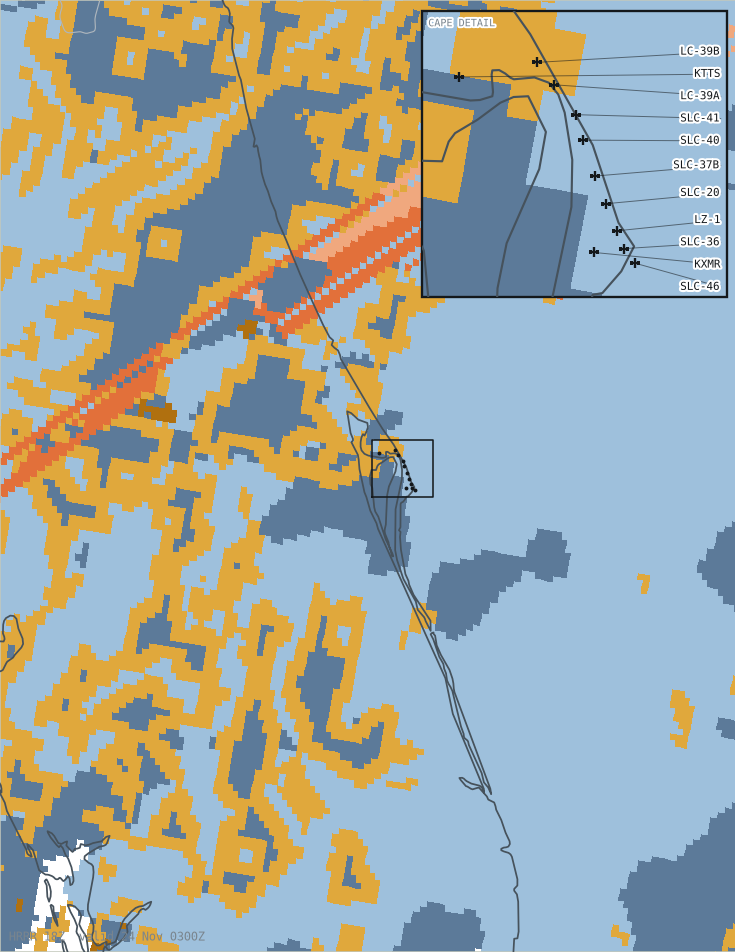 CAPE DETAIL
LC-39B
KTTS
LC-39A
SLC-41
SLC-40
SLC-37B
SLC-20
LZ-1
SLC-36
KXMR
SLC-46
4 Nov 0300Z